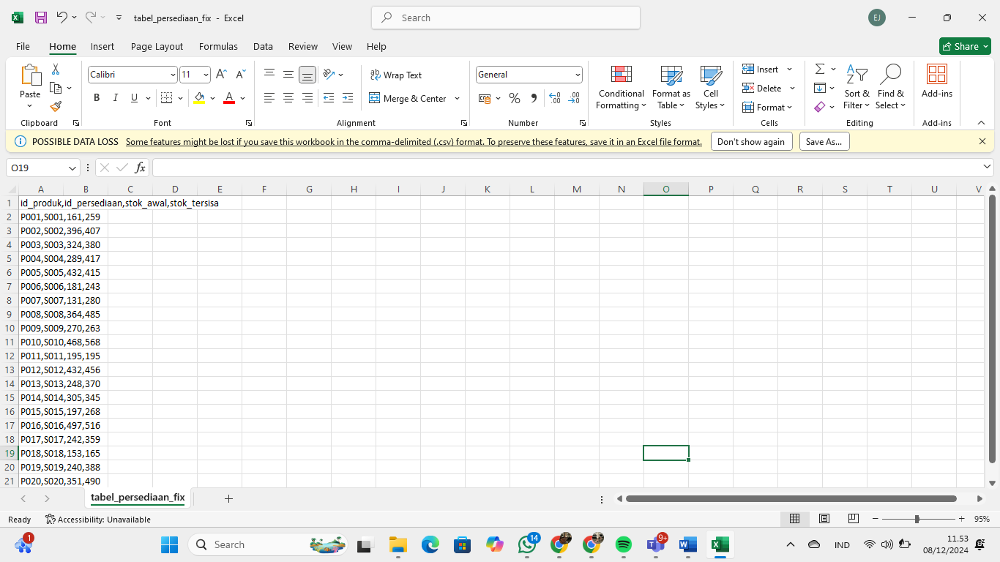 tabel_persediaan_fix - Excel
Search
EJ
File Home Insert Page Layout Formulas Data Review View Help
Share
Paste
Clipboard
Calibri 11
B I U
Font
Wrap Text
Merge & Center
Alignment
General
Number
Conditional Formatting
Format as Table
Cell Styles
Styles
Insert
Delete
Format
Cells
Sort & Filter
Find & Select
Editing
Add-ins
Add-ins
POSSIBLE DATA LOSS Some features might be lost if you save this workbook in the comma-delimited (.csv) format. To preserve these features, save it in an Excel file format. Don't show again Save As...
O19 fx
A B C D E F G H I J K L M N O P Q R S T U V
1 id_produk,id_persediaan,stok_awal,stok_tersisa
2 P001,S001,161,259
3 P002,S002,396,407
4 P003,S003,324,380
5 P004,S004,289,417
6 P005,S005,432,415
7 P006,S006,181,243
8 P007,S007,131,280
9 P008,S008,364,485
10 P009,S009,270,263
11 P010,S010,468,568
12 P011,S011,195,195
13 P012,S012,432,456
14 P013,S013,248,370
15 P014,S014,305,345
16 P015,S015,197,268
17 P016,S016,497,516
18 P017,S017,242,359
19 P018,S018,153,165
20 P019,S019,240,388
21 P020,S020,351,490
tabel_persediaan_fix
Ready Accessibility: Unavailable 95%
1
Search
14
9+
IND
11.53
08/12/2024